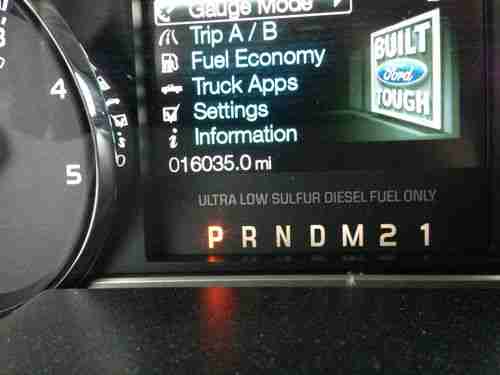 Gauge Mode
Trip A / B
Fuel Economy
Truck Apps
Settings
Information
016035.0 mi
BUILT
Ford
TOUGH
ULTRA LOW SULFUR DIESEL FUEL ONLY
P R N D M 2 1
4
5